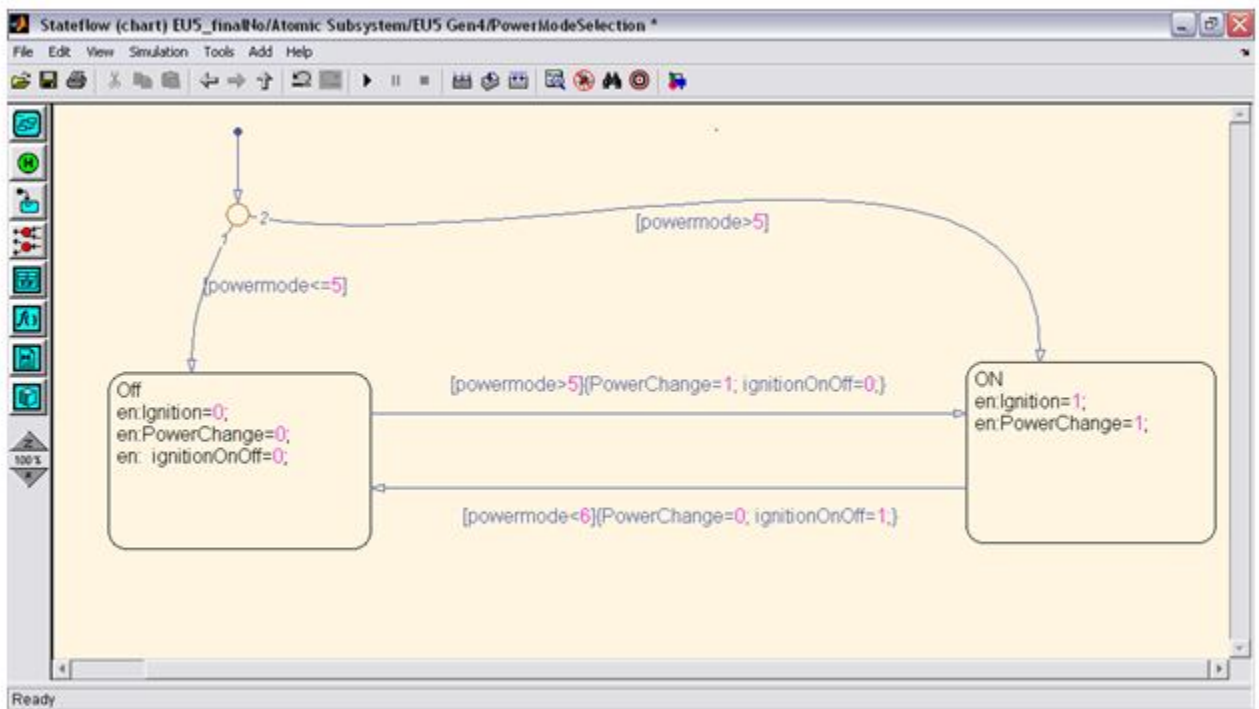 Stateflow (chart) EU5_finalNo/Atomic Subsystem/EU5 Gen4/PowerModeSelection *
File Edit View Simulation Tools Add Help
2
[powermode>5]
1
[powermode<=5]
Off
en:Ignition=0;
en:PowerChange=0;
en: ignitionOnOff=0;
[powermode>5]{PowerChange=1; ignitionOnOff=0;}
ON
en:Ignition=1;
en:PowerChange=1;
[powermode<6]{PowerChange=0; ignitionOnOff=1;}
100 %
Ready